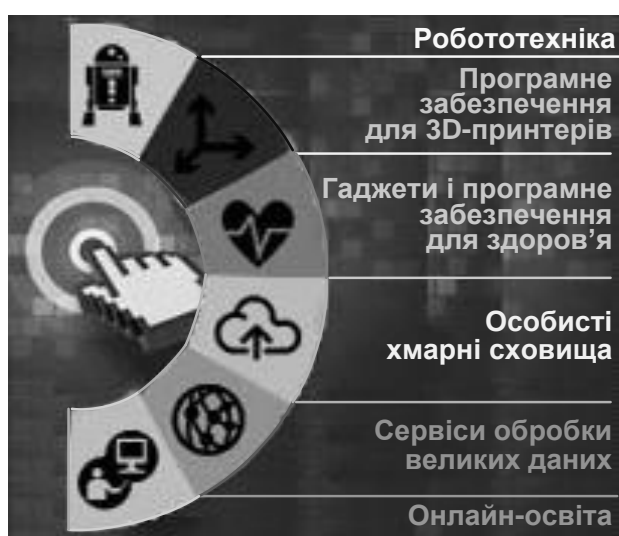 Робототехніка
Програмне
забезпечення
для 3D-принтерів
Гаджети і програмне
забезпечення
для здоров’я
Особисті
хмарні сховища
Сервіси обробки
великих даних
Онлайн-освіта